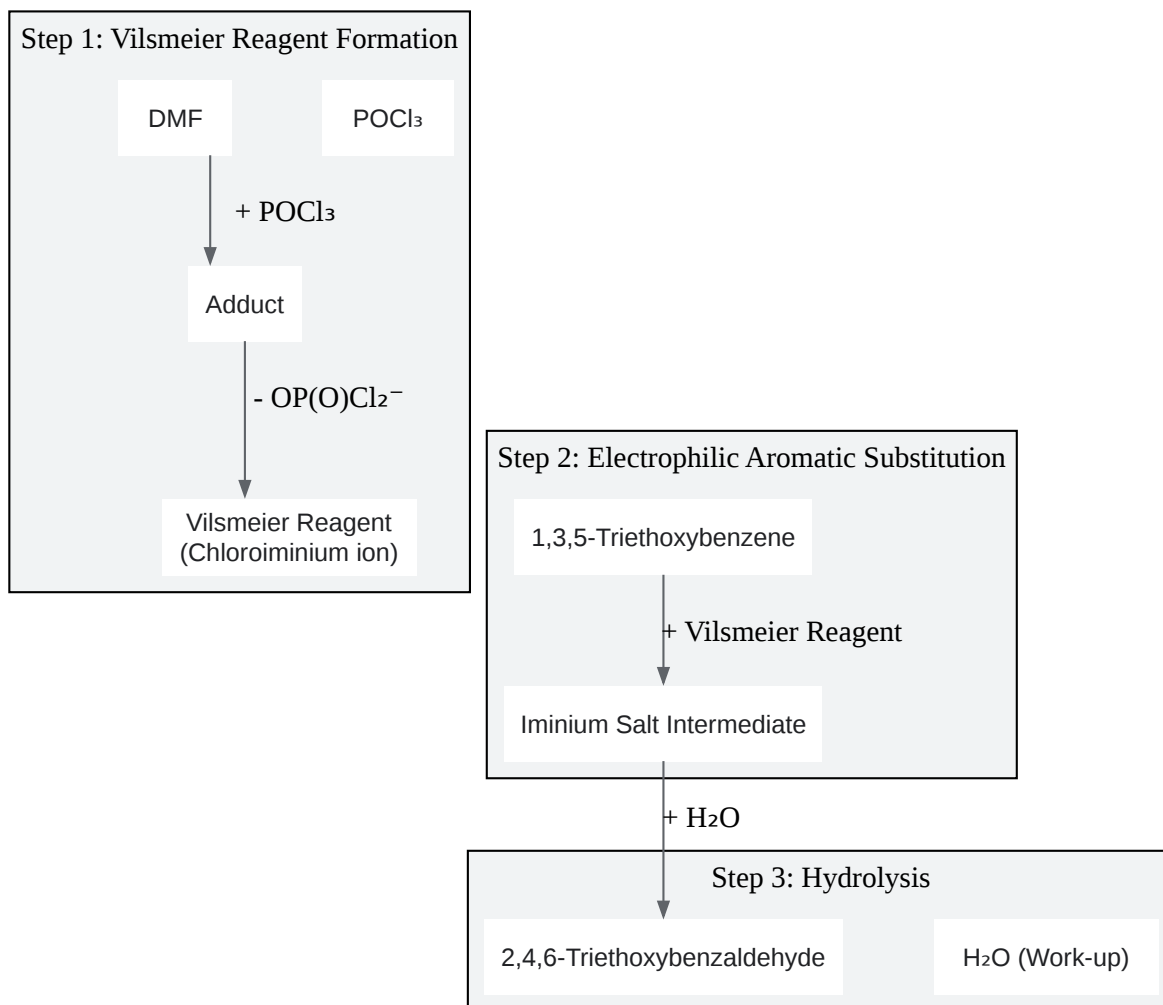 Step 1: Vilsmeier Reagent Formation
DMF
POCl₃
+ POCl₃
Adduct
- OP(O)Cl₂⁻
Vilsmeier Reagent
(Chloroiminium ion)
Step 2: Electrophilic Aromatic Substitution
1,3,5-Triethoxybenzene
+ Vilsmeier Reagent
Iminium Salt Intermediate
+ H₂O
Step 3: Hydrolysis
2,4,6-Triethoxybenzaldehyde
H₂O (Work-up)